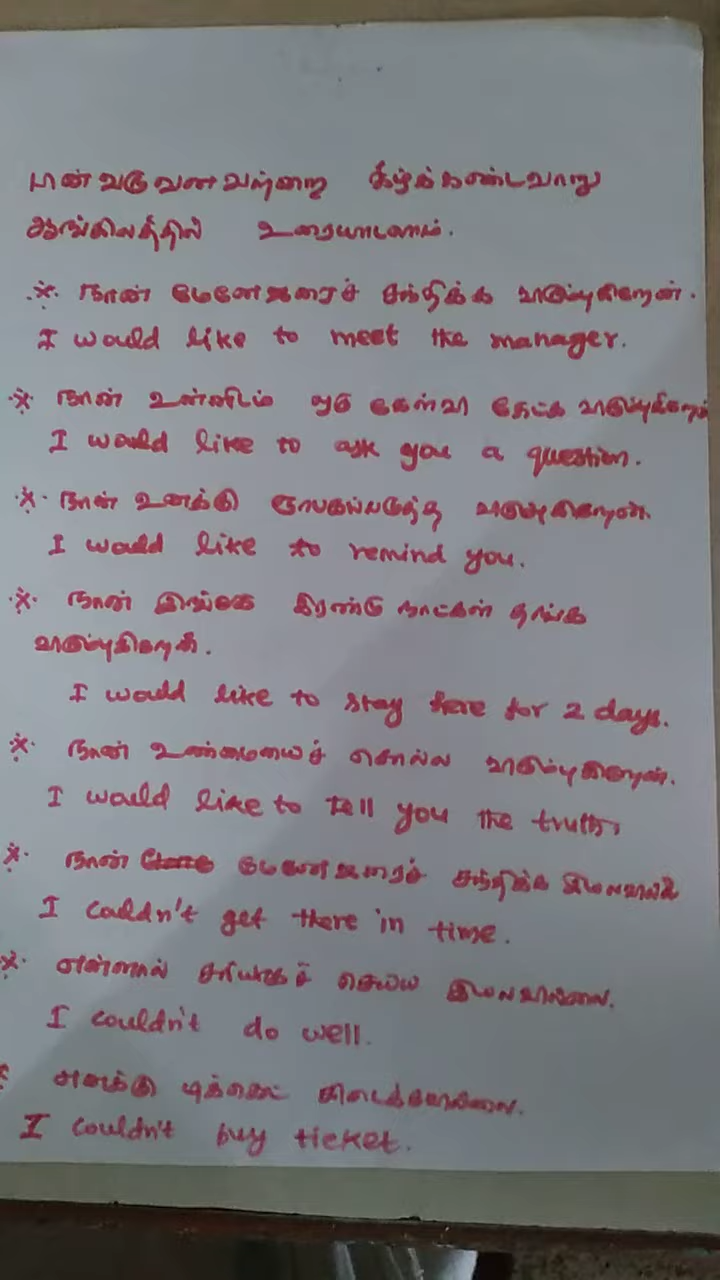 பின் வருவனவற்றை கீழ்க்கண்டவாறு
ஆங்கிலத்தில் உரையாடலாம்.
நான் மேனேஜரைச் சந்திக்க விரும்புகிறேன்.
I would like to meet the manager.
நான் உன்னிடம் ஒரு கேள்வி கேட்க விரும்புகிறேன்
I would like to ask you a question.
நான் உனக்கு ஞாபகப்படுத்த விரும்புகிறேன்.
I would like to remind you.
நான் இங்கே இரண்டு நாட்கள் தங்க
விரும்புகிறேன்.
I would like to stay here for 2 days.
நான் உண்மையைச் சொல்ல விரும்புகிறேன்.
I would like to tell you the truth.
நான் மேனேஜரைச் சந்திக்க இயலவில்லை
I couldn't get there in time.
என்னால் சரியாகச் செய்ய இயலவில்லை.
I couldn't do well.
எனக்கு டிக்கெட் கிடைக்கவில்லை.
I couldn't buy ticket.